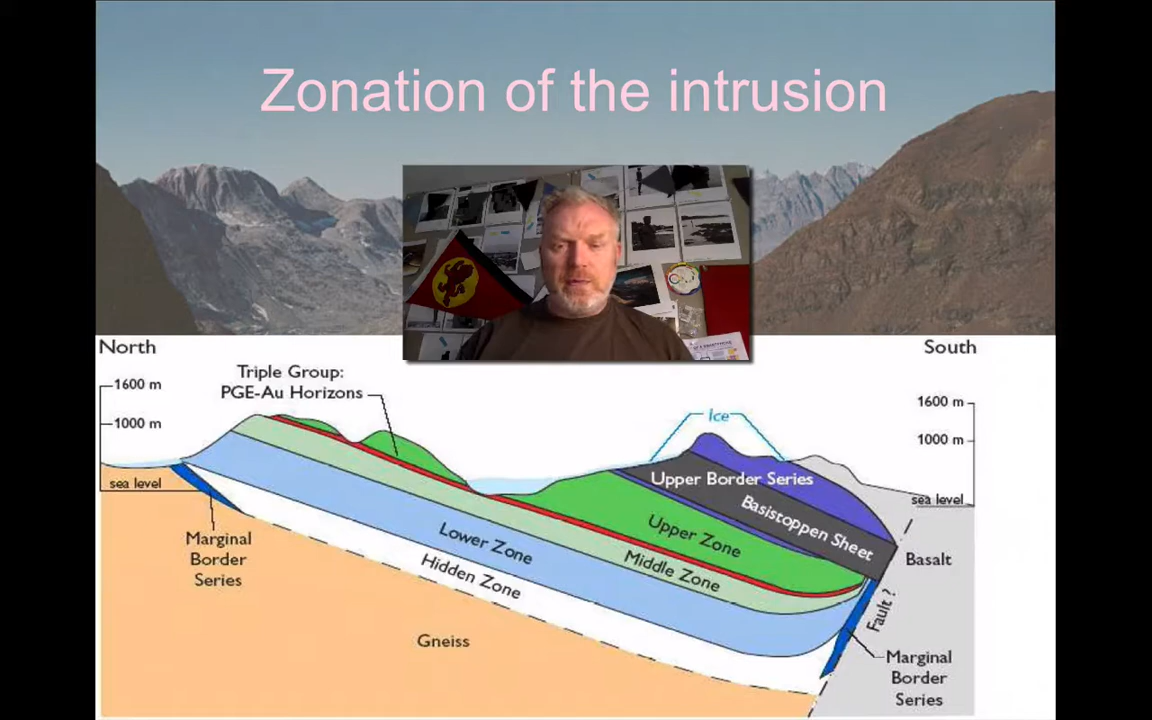 Zonation of the intrusion
North
South
Triple Group:
PGE-Au Horizons
1600 m
1000 m
sea level
1600 m
1000 m
sea level
Ice
Upper Border Series
Basistoppen Sheet
Upper Zone
Middle Zone
Lower Zone
Hidden Zone
Marginal
Border
Series
Gneiss
Basalt
Fault ?
Marginal
Border
Series